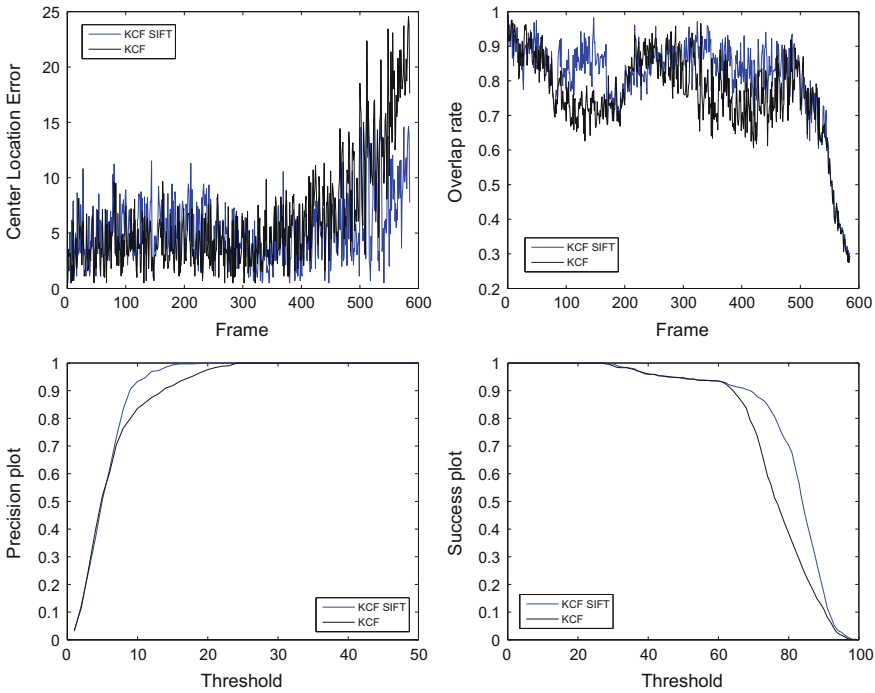 25
20
15
10
5
0
KCF SIFT
KCF
Center Location Error
0 100 200 300 400 500 600
Frame
1
0.9
0.8
0.7
0.6
0.5
0.4
0.3
0.2
KCF SIFT
KCF
Overlap rate
0 100 200 300 400 500 600
Frame
1
0.9
0.8
0.7
0.6
0.5
0.4
0.3
0.2
0.1
0
KCF SIFT
KCF
Precision plot
0 10 20 30 40 50
Threshold
1
0.9
0.8
0.7
0.6
0.5
0.4
0.3
0.2
0.1
0
KCF SIFT
KCF
Success plot
0 20 40 60 80 100
Threshold